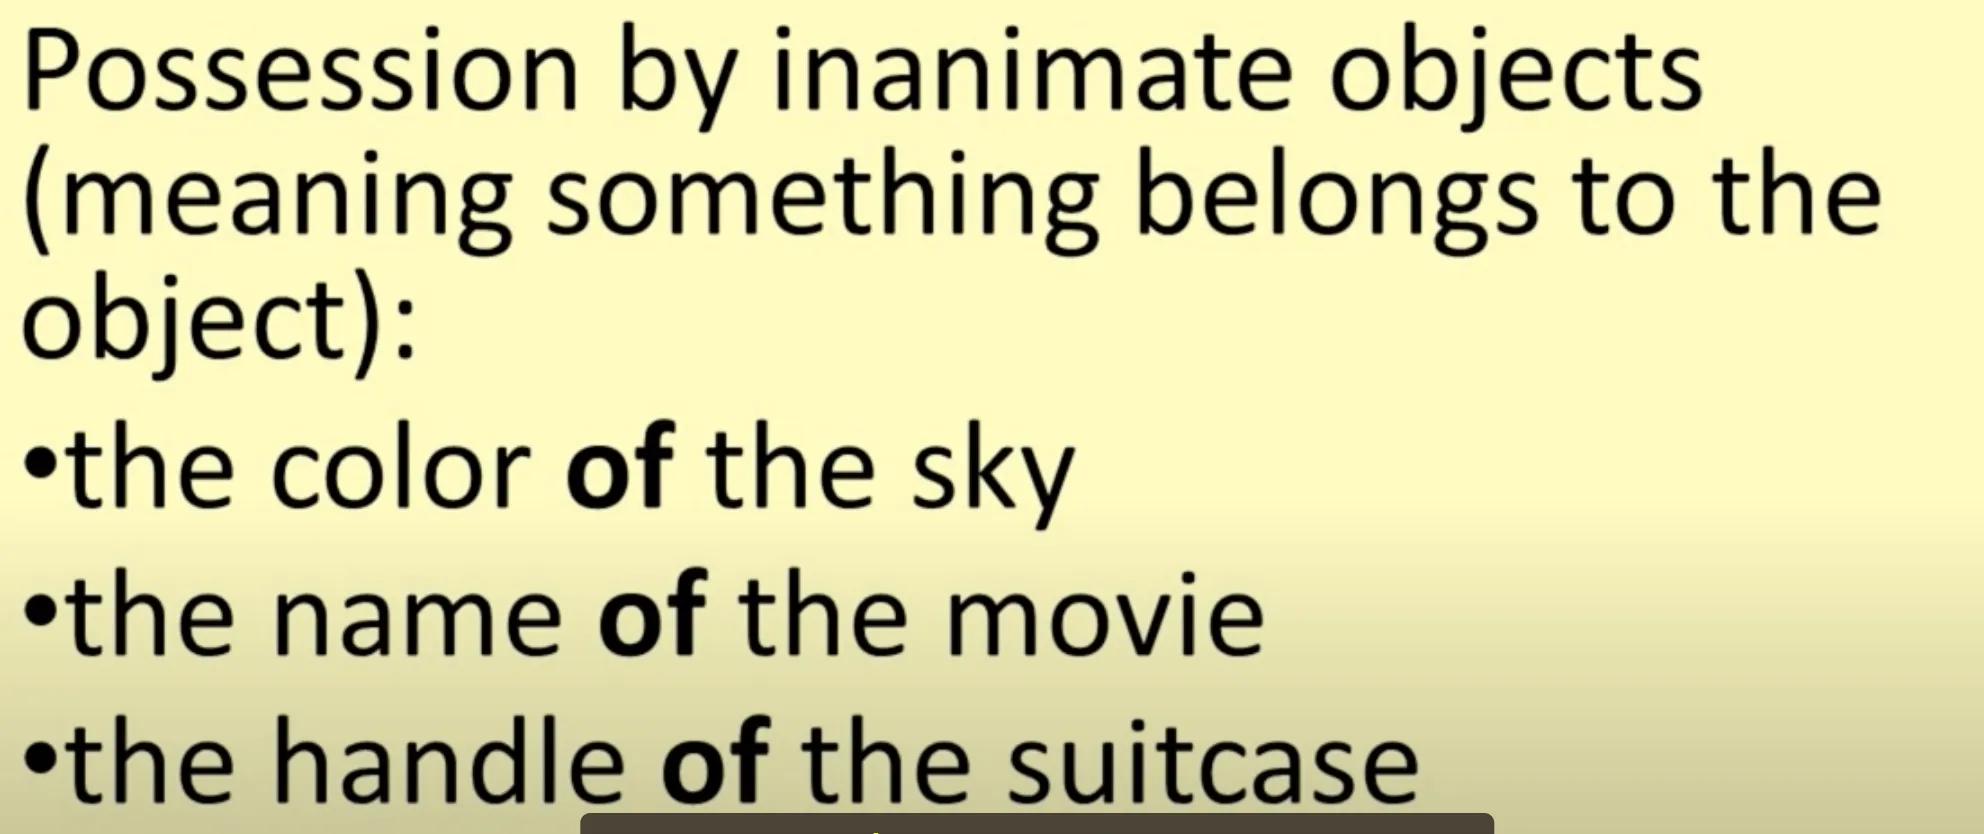 Possession by inanimate objects
(meaning something belongs to the
object):
•the color of the sky
•the name of the movie
•the handle of the suitcase